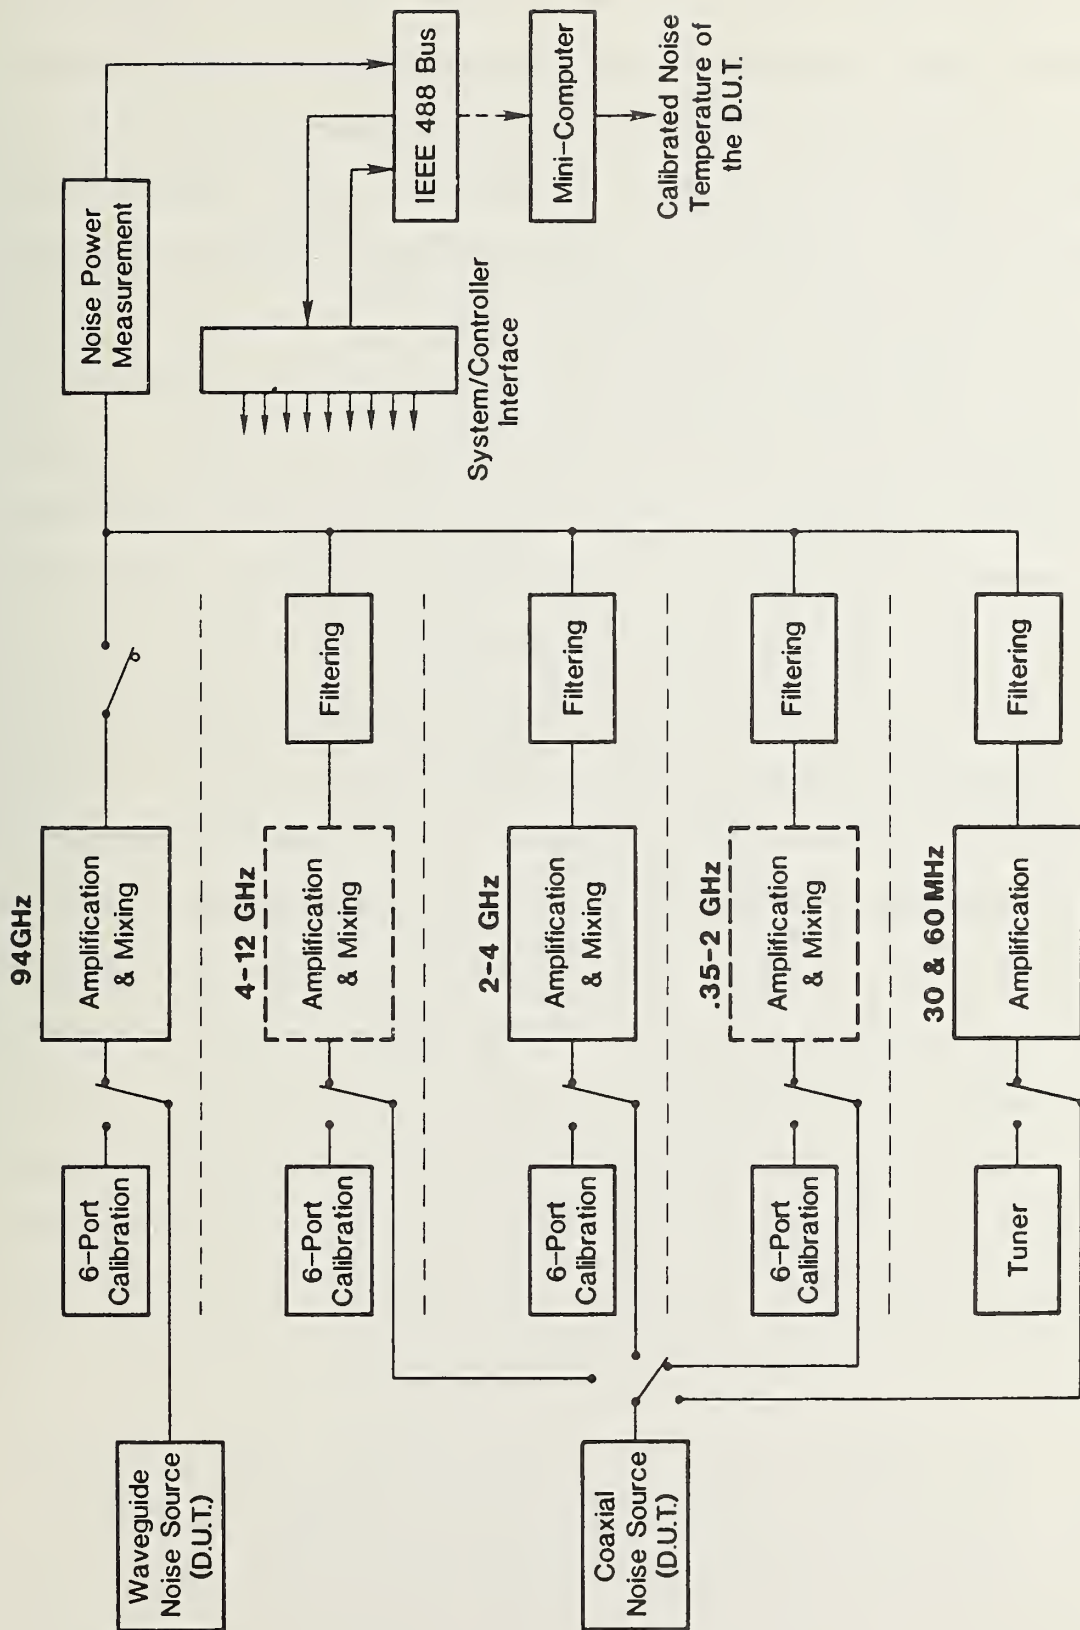 94GHz
Waveguide
Noise Source
(D.U.T.)
6-Port
Calibration
Amplification
& Mixing
Noise Power
Measurement
4-12 GHz
6-Port
Calibration
Amplification
& Mixing
Filtering
System/Controller
Interface
IEEE 488 Bus
Mini-Computer
Calibrated Noise
Temperature of
the D.U.T.
2-4 GHz
Coaxial
Noise Source
(D.U.T.)
6-Port
Calibration
Amplification
& Mixing
Filtering
.35-2 GHz
6-Port
Calibration
Amplification
& Mixing
Filtering
30 & 60 MHz
Tuner
Amplification
Filtering